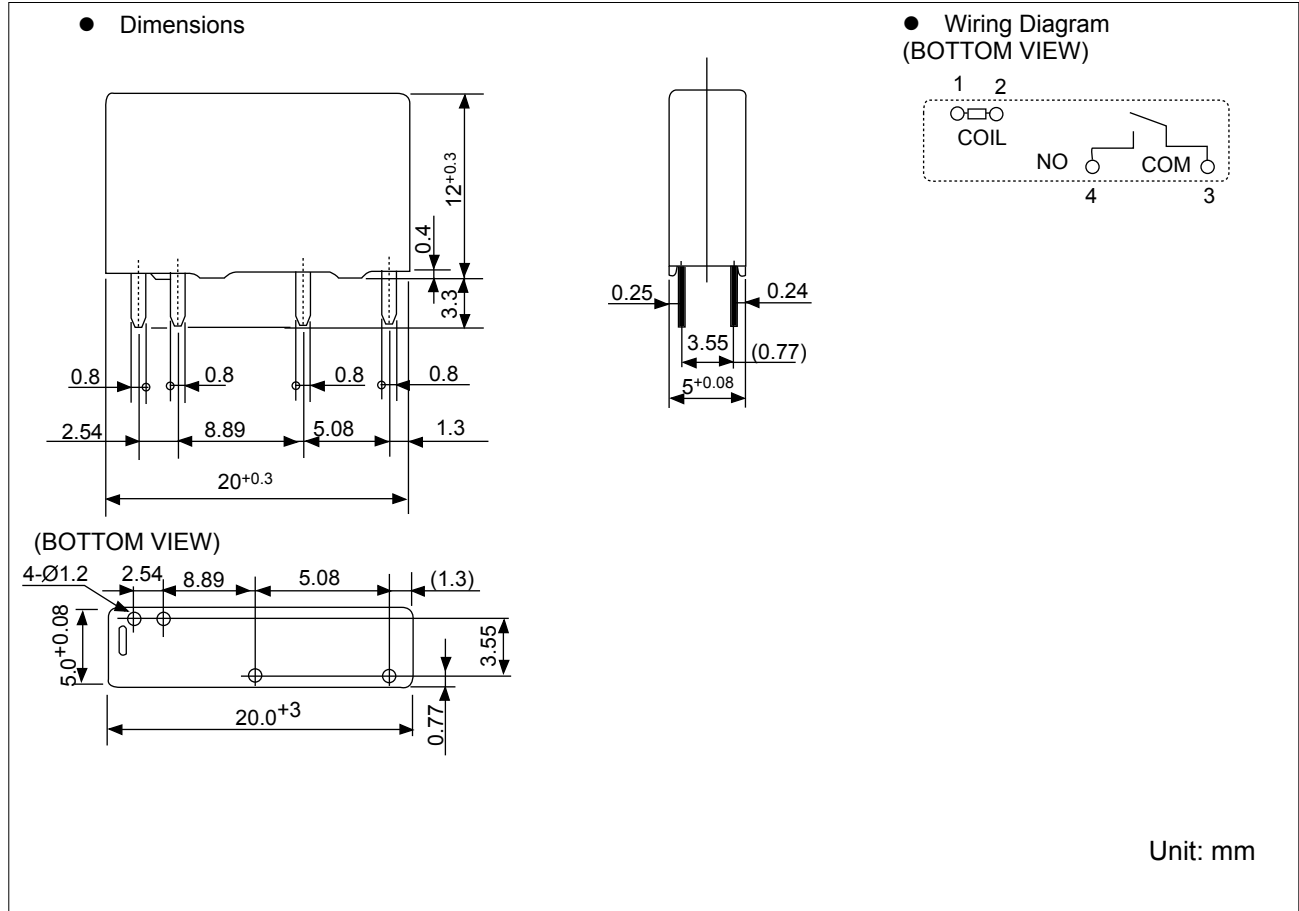 ● Dimensions
12+0.3
0.4
3.3
0.8 0.8 0.8 0.8
2.54 8.89 5.08 1.3
20+0.3
0.25 0.24
3.55 (0.77)
5+0.08
● Wiring Diagram
(BOTTOM VIEW)
1 2
COIL
NO COM
4 3
(BOTTOM VIEW)
4-Ø1.2 2.54 8.89 5.08 (1.3)
5.0+0.08
3.55
0.77
20.0+3
Unit: mm